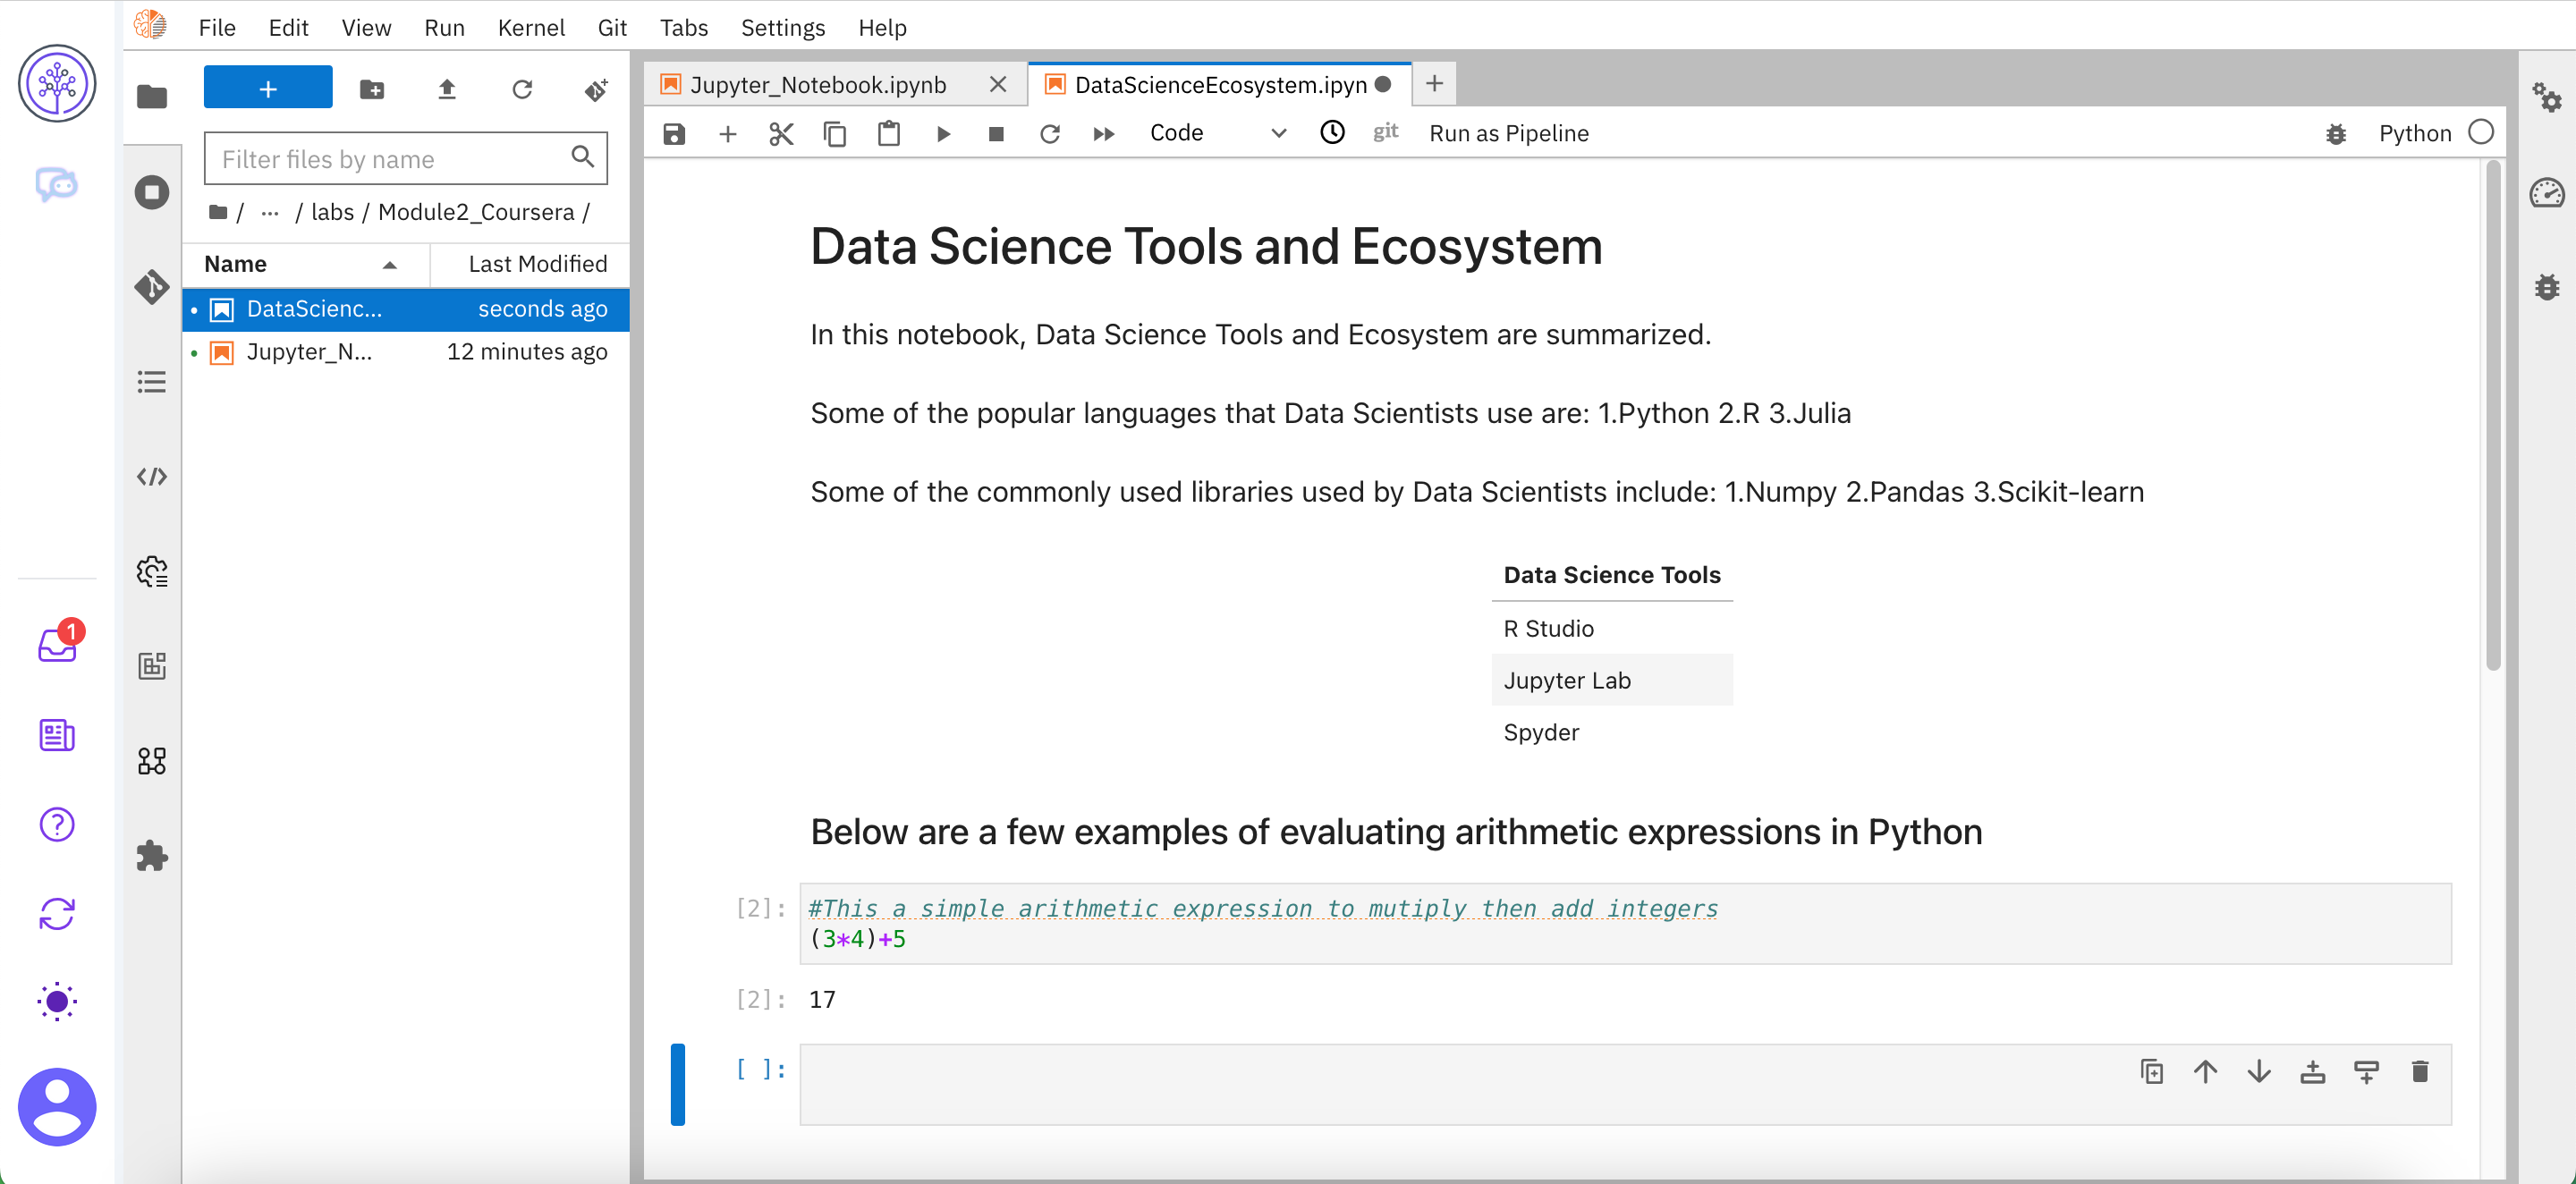 File Edit View Run Kernel Git Tabs Settings Help
+
Jupyter_Notebook.ipynb
DataScienceEcosystem.ipyn
Filter files by name
Code
git
Run as Pipeline
Python
/ ... / labs / Module2_Coursera /
Name Last Modified
DataScienc... seconds ago
Jupyter_N... 12 minutes ago
1
Data Science Tools and Ecosystem
In this notebook, Data Science Tools and Ecosystem are summarized.
Some of the popular languages that Data Scientists use are: 1.Python 2.R 3.Julia
Some of the commonly used libraries used by Data Scientists include: 1.Numpy 2.Pandas 3.Scikit-learn
Data Science Tools
R Studio
Jupyter Lab
Spyder
Below are a few examples of evaluating arithmetic expressions in Python
[2]: #This a simple arithmetic expression to mutiply then add integers
(3*4)+5
[2]: 17
[ ]: